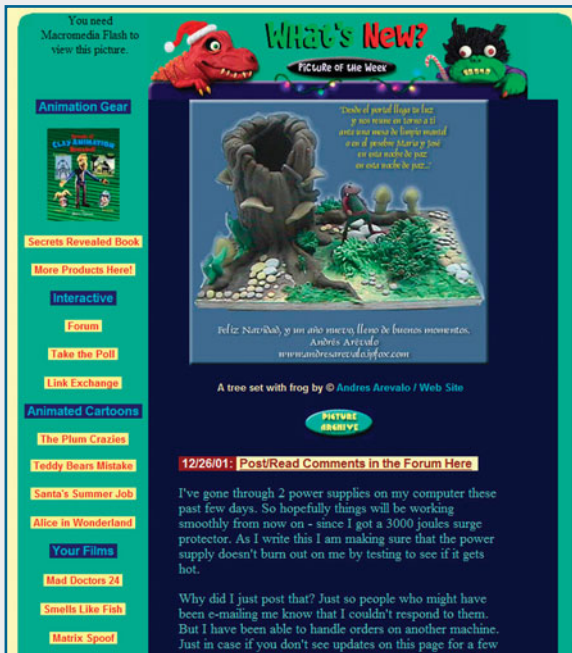 You need
Macromedia Flash to
view this picture.
What's New?
Picture of the Week
Animation Gear
CLAY ANIMATION
Secrets Revealed Book
More Products Here!
Interactive
Forum
Take the Poll
Link Exchange
Animated Cartoons
The Plum Crazies
Teddy Bears Mistake
Santa's Summer Job
Alice in Wonderland
Your Films
Mad Doctors 24
Smells Like Fish
Matrix Spoof
Desde el portal llega tu luz
y nos reune en torno a ti
ante una mesa de limpio mantel
o en el pesebre María y José
en esta noche de paz
en esta noche de paz...
Feliz Navidad, y un año nuevo, lleno de buenos momentos.
Andrés Arévalo
www.andresarevalo.ipfox.com
A tree set with frog by © Andres Arevalo / Web Site
PICTURE
ARCHIVE
12/26/01: Post/Read Comments in the Forum Here
I've gone through 2 power supplies on my computer these
past few days. So hopefully things will be working
smoothly from now on - since I got a 3000 joules surge
protector. As I write this I am making sure that the power
supply doesn't burn out on me by testing to see if it gets
hot.
Why did I just post that? Just so people who might have
been e-mailing me know that I couldn't respond to them.
But I have been able to handle orders on another machine.
Just in case if you don't see updates on this page for a few